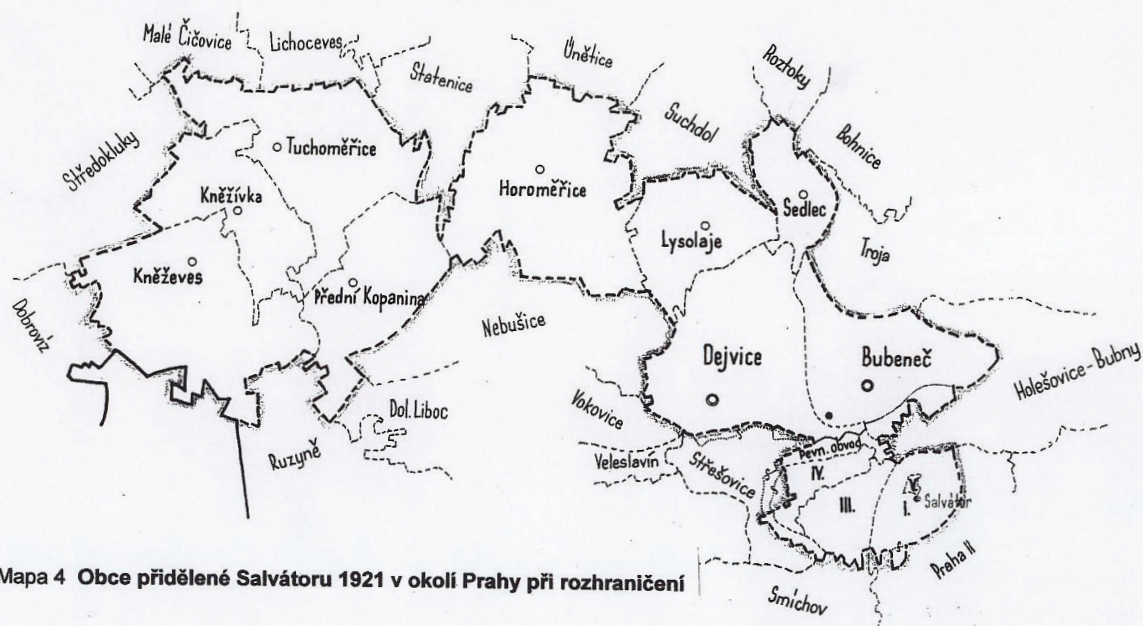 Malé Čičovice
Lichoceves
Statenice
Únětice
Roztoky
Suchdol
Bohnice
Středokluky
Tuchoměřice
Kněžívka
Horoměřice
Sedlec
Lysolaje
Troja
Kněževes
Přední Kopanina
Dobrovíz
Nebušice
Dejvice
Bubeneč
Holešovice-Bubny
Vokovice
Dol. Liboc
Ruzyně
Veleslavín
Střešovice
Pevn. obvod
IV.
III.
I.
V.
Salvátor
Praha II
Smíchov
Mapa 4 Obce přidělené Salvátoru 1921 v okolí Prahy při rozhraničení